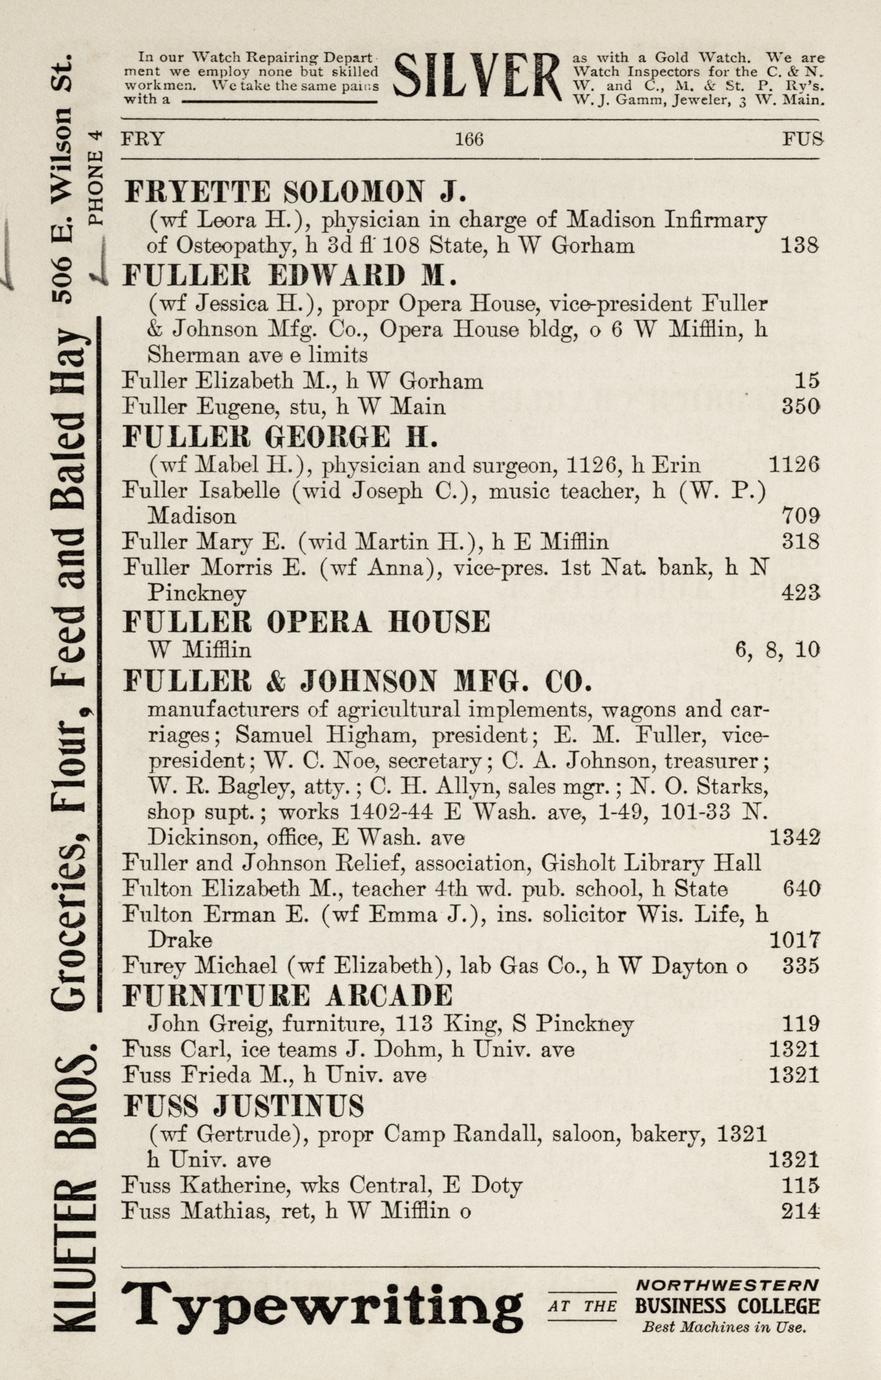 In our Watch Repairing Depart
ment we employ none but skilled
workmen. We take the same pains
with a
SILVER
as with a Gold Watch. We are
Watch Inspectors for the C. & N.
W. and C., M. & St. P. Ry's.
W. J. Gamm, Jeweler, 3 W. Main.
FRY 166 FUS
FRYETTE SOLOMON J.
(wf Leora H.), physician in charge of Madison Infirmary
of Osteopathy, h 3d fl 108 State, h W Gorham 138
FULLER EDWARD M.
(wf Jessica H.), propr Opera House, vice-president Fuller
& Johnson Mfg. Co., Opera House bldg, o 6 W Mifflin, h
Sherman ave e limits
Fuller Elizabeth M., h W Gorham 15
Fuller Eugene, stu, h W Main 350
FULLER GEORGE H.
(wf Mabel H.), physician and surgeon, 1126, h Erin 1126
Fuller Isabelle (wid Joseph C.), music teacher, h (W. P.)
Madison 709
Fuller Mary E. (wid Martin H.), h E Mifflin 318
Fuller Morris E. (wf Anna), vice-pres. 1st Nat. bank, h N
Pinckney 423
FULLER OPERA HOUSE
W Mifflin 6, 8, 10
FULLER & JOHNSON MFG. CO.
manufacturers of agricultural implements, wagons and car-
riages; Samuel Higham, president; E. M. Fuller, vice-
president; W. C. Noe, secretary; C. A. Johnson, treasurer;
W. R. Bagley, atty.; C. H. Allyn, sales mgr.; N. O. Starks,
shop supt.; works 1402-44 E Wash. ave, 1-49, 101-33 N.
Dickinson, office, E Wash. ave 1342
Fuller and Johnson Relief, association, Gisholt Library Hall
Fulton Elizabeth M., teacher 4th wd. pub. school, h State 640
Fulton Erman E. (wf Emma J.), ins. solicitor Wis. Life, h
Drake 1017
Furey Michael (wf Elizabeth), lab Gas Co., h W Dayton o 335
FURNITURE ARCADE
John Greig, furniture, 113 King, S Pinckney 119
Fuss Carl, ice teams J. Dohm, h Univ. ave 1321
Fuss Frieda M., h Univ. ave 1321
FUSS JUSTINUS
(wf Gertrude), propr Camp Randall, saloon, bakery, 1321
h Univ. ave 1321
Fuss Katherine, wks Central, E Doty 115
Fuss Mathias, ret, h W Mifflin o 214
Typewriting AT THE
NORTHWESTERN
BUSINESS COLLEGE
Best Machines in Use.
KLUETER BROS. Groceries, Flour, Feed and Baled Hay 506 E. Wilson St.
PHONE 4